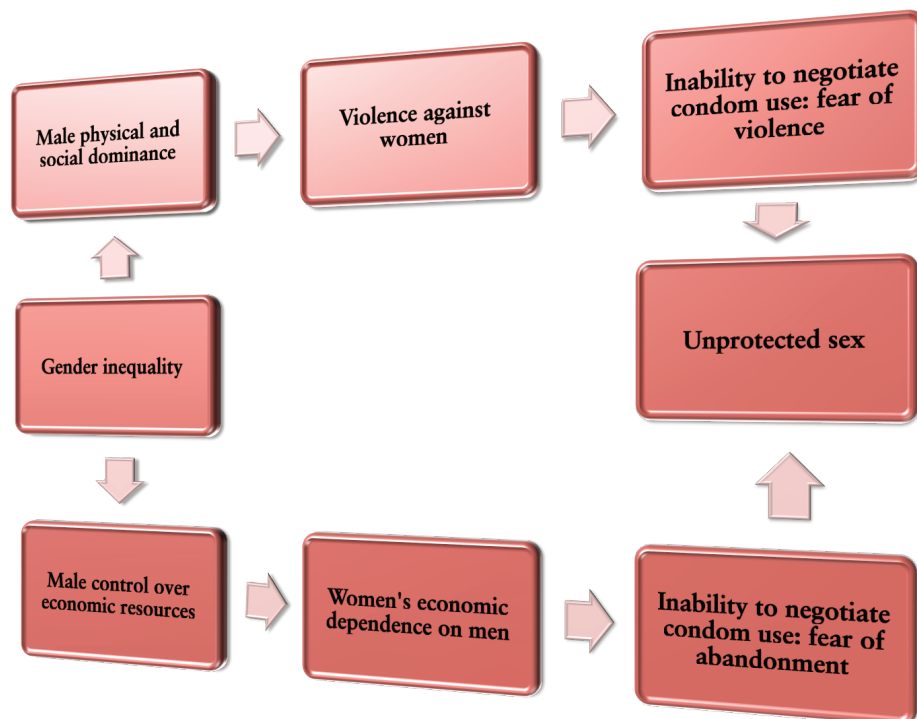 Male physical and
social dominance
Violence against
women
Inability to negotiate
condom use: fear of
violence
Gender inequality
Unprotected sex
Male control over
economic resources
Women's economic
dependence on men
Inability to negotiate
condom use: fear of
abandonment